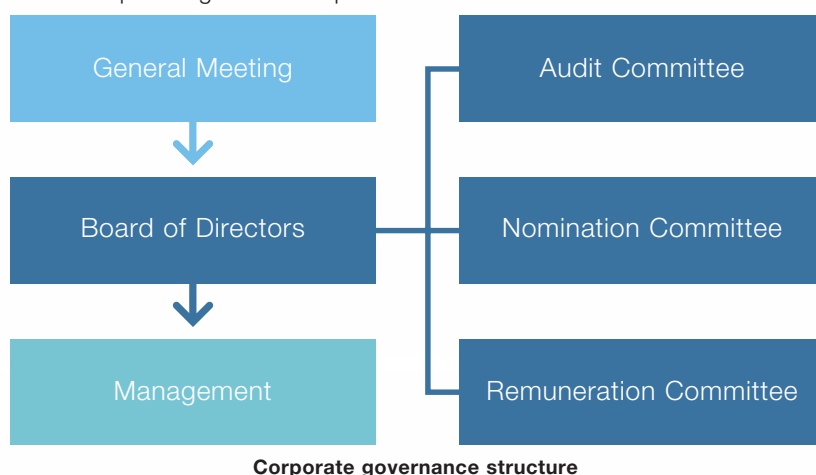 General Meeting
Audit Committee
Board of Directors
Nomination Committee
Management
Remuneration Committee
Corporate governance structure